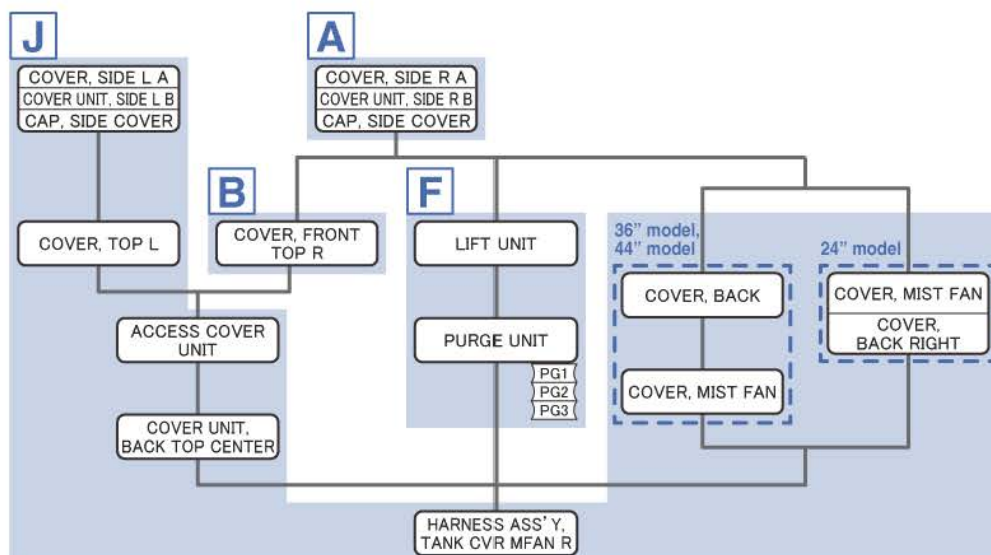 J
A
COVER, SIDE L A
COVER UNIT, SIDE L B
CAP, SIDE COVER
COVER, SIDE R A
COVER UNIT, SIDE R B
CAP, SIDE COVER
B
F
COVER, TOP L
COVER, FRONT
TOP R
LIFT UNIT
36” model,
44” model
24” model
COVER, BACK
COVER, MIST FAN
COVER,
BACK RIGHT
ACCESS COVER
UNIT
PURGE UNIT
PG1
PG2
PG3
COVER, MIST FAN
COVER UNIT,
BACK TOP CENTER
HARNESS ASS'Y,
TANK CVR MFAN R